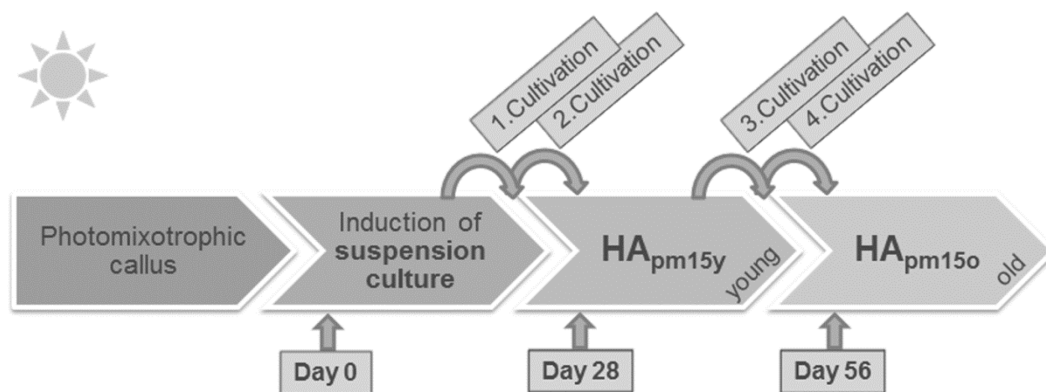 1.Cultivation
2.Cultivation
3.Cultivation
4.Cultivation
Photomixotrophic
callus
Induction of
suspension
culture
HApm15y
young
HApm15o
old
Day 0
Day 28
Day 56